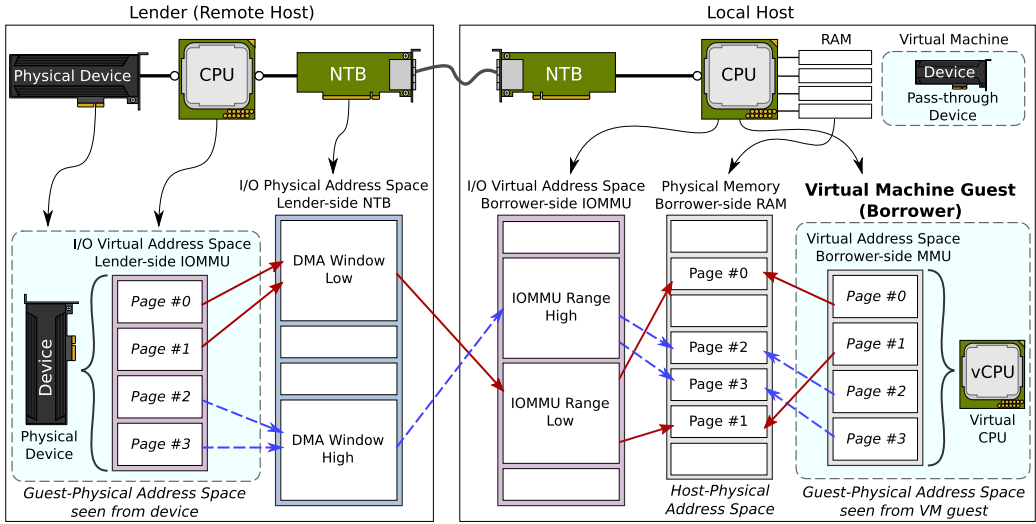 Lender (Remote Host)
Local Host
Physical Device
CPU
NTB
NTB
CPU
RAM
Virtual Machine
Device
Pass-through
Device
I/O Physical Address Space
Lender-side NTB
I/O Virtual Address Space
Borrower-side IOMMU
Physical Memory
Borrower-side RAM
Virtual Machine Guest
(Borrower)
I/O Virtual Address Space
Lender-side IOMMU
Virtual Address Space
Borrower-side MMU
Page #0
Page #1
Page #2
Page #3
DMA Window
Low
DMA Window
High
IOMMU Range
High
IOMMU Range
Low
Page #0
Page #2
Page #3
Page #1
Page #0
Page #1
Page #2
Page #3
Device
Physical
Device
vCPU
Virtual
CPU
Guest-Physical Address Space
seen from device
Host-Physical
Address Space
Guest-Physical Address Space
seen from VM guest